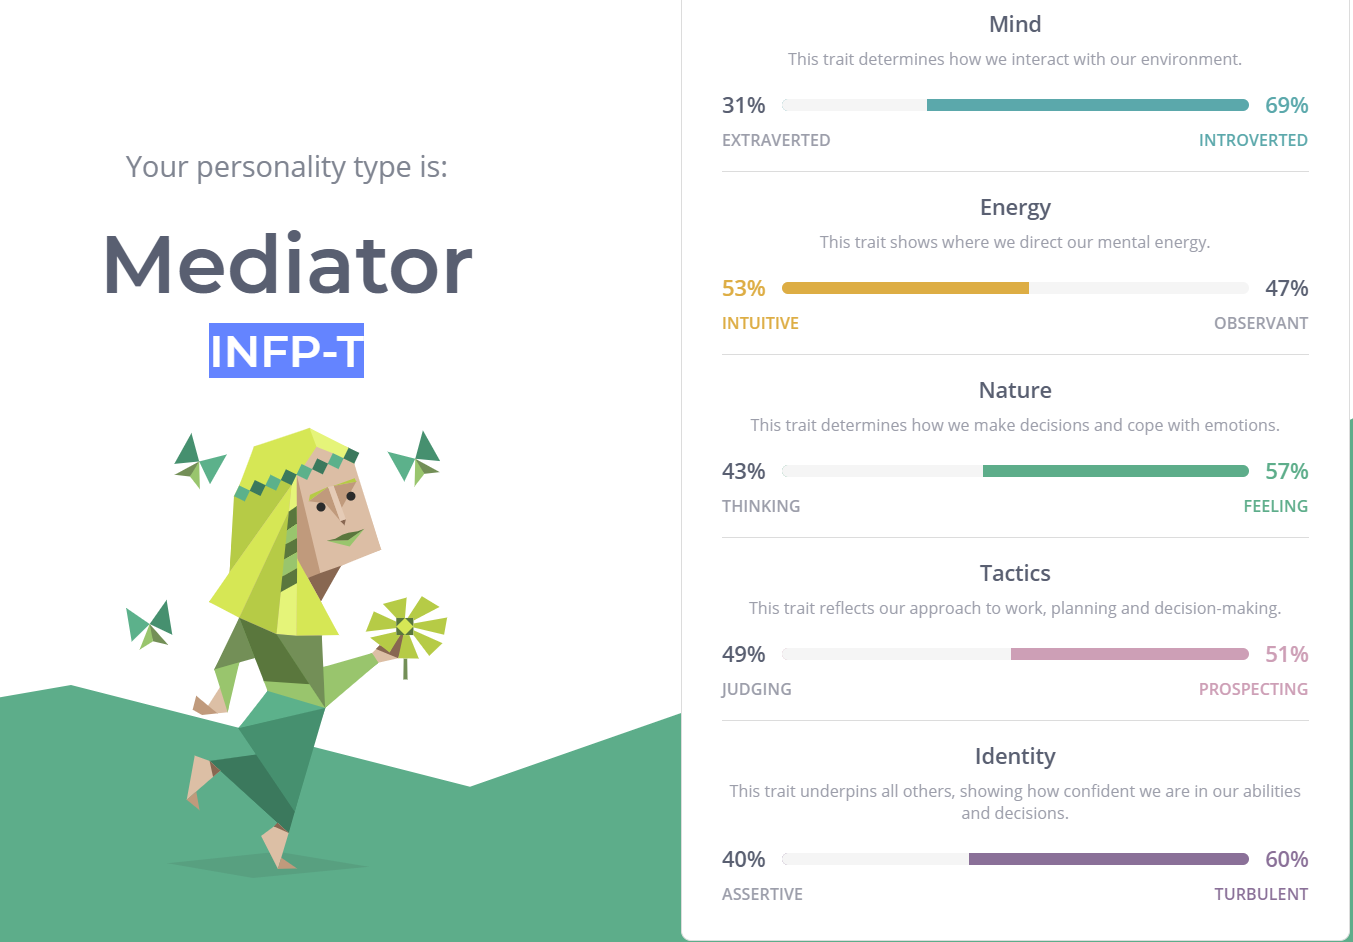 Your personality type is:
Mediator
INFP-T
Mind
This trait determines how we interact with our environment.
31% 69%
EXTRAVERTED INTROVERTED
Energy
This trait shows where we direct our mental energy.
53% 47%
INTUITIVE OBSERVANT
Nature
This trait determines how we make decisions and cope with emotions.
43% 57%
THINKING FEELING
Tactics
This trait reflects our approach to work, planning and decision-making.
49% 51%
JUDGING PROSPECTING
Identity
This trait underpins all others, showing how confident we are in our abilities
and decisions.
40% 60%
ASSERTIVE TURBULENT